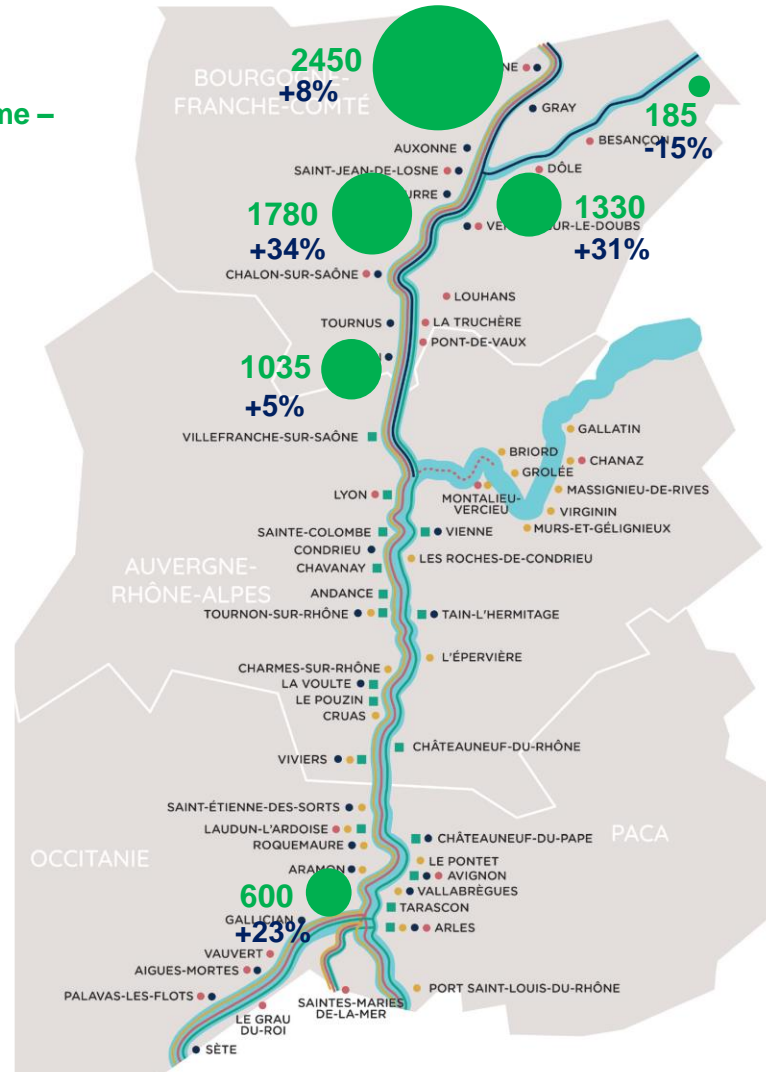 me –
2450
+8%
BOURGOGNE-
FRANCHE-COMTÉ
NE
GRAY
185
-15%
BESANÇON
AUXONNE
SAINT-JEAN-DE-LOSNE
DÔLE
URRE
1780
+34%
1330
+31%
UR-LE-DOUBS
CHALON-SUR-SAÔNE
LOUHANS
TOURNUS
LA TRUCHÈRE
PONT-DE-VAUX
1035
+5%
VILLEFRANCHE-SUR-SAÔNE
GALLATIN
BRIORD
CHANAZ
GROLÉE
LYON
MONTALIEU-
VERCIEU
MASSIGNIEU-DE-RIVES
VIRGININ
MURS-ET-GÉLIGNIEUX
SAINTE-COLOMBE
VIENNE
CONDRIEU
LES ROCHES-DE-CONDRIEU
CHAVANAY
AUVERGNE-
RHÔNE-ALPES
ANDANCE
TOURNON-SUR-RHÔNE
TAIN-L'HERMITAGE
L'ÉPERVIÈRE
CHARMES-SUR-RHÔNE
LA VOULTE
LE POUZIN
CRUAS
CHÂTEAUNEUF-DU-RHÔNE
VIVIERS
SAINT-ÉTIENNE-DES-SORTS
LAUDUN-L'ARDOISE
CHÂTEAUNEUF-DU-PAPE
PACA
ROQUEMAURE
OCCITANIE
LE PONTET
ARAMON
AVIGNON
VALLABRÈGUES
600
+23%
TARASCON
GALLICIAN
ARLES
VAUVERT
AIGUES-MORTES
PALAVAS-LES-FLOTS
SAINTES-MARIES
DE-LA-MER
PORT SAINT-LOUIS-DU-RHÔNE
LE GRAU
DU-ROI
SÈTE